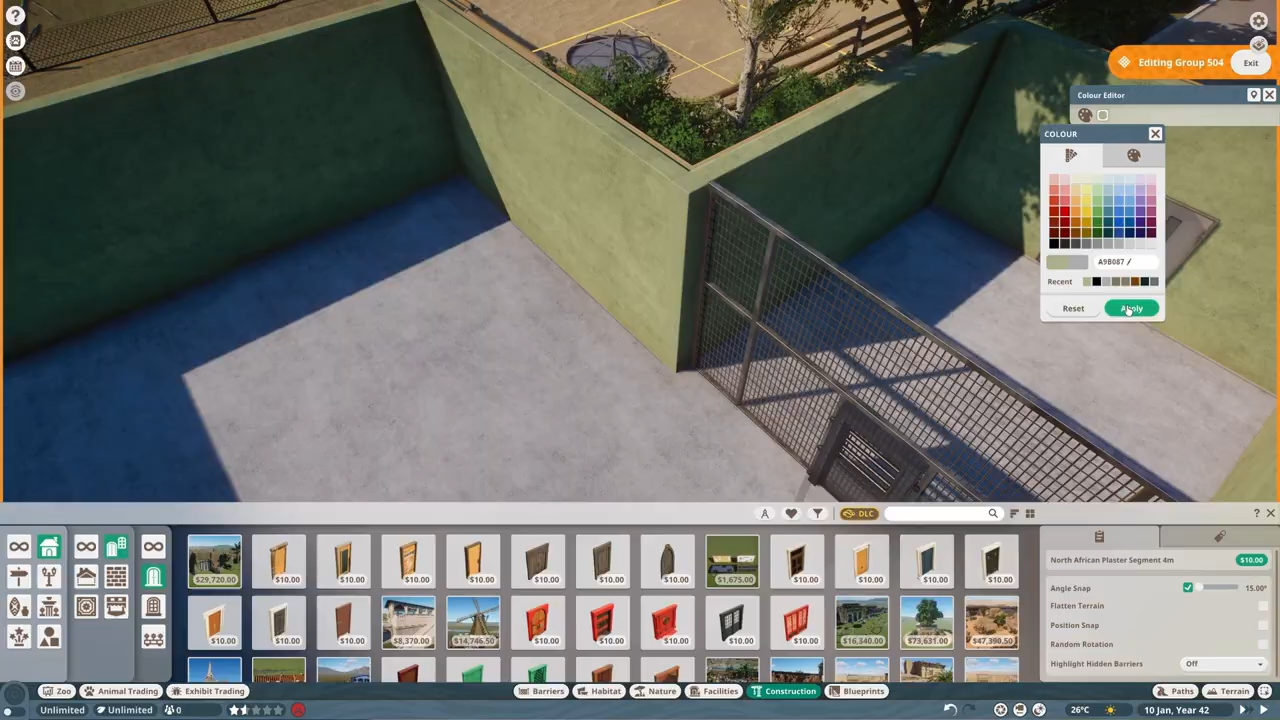 ?
Editing Group 504 Exit
Colour Editor
COLOUR
A9B087 /
Recent
Reset Apply
DLC
?
$29,720.00 $10.00 $10.00 $10.00 $10.00 $10.00 $10.00 $10.00 $1,675.00 $10.00 $10.00 $10.00 $10.00
$10.00 $10.00 $10.00 $8,370.00 $14,746.50 $10.00 $10.00 $10.00 $10.00 $10.00 $16,340.00 $73,631.00 $47,390.50
North African Plaster Segment 4m $10.00
Angle Snap 15.00°
Flatten Terrain
Position Snap
Random Rotation
Highlight Hidden Barriers Off
Zoo Animal Trading Exhibit Trading Barriers Habitat Nature Facilities Construction Blueprints Paths Terrain
Unlimited Unlimited 0 26°C 10 Jan, Year 42